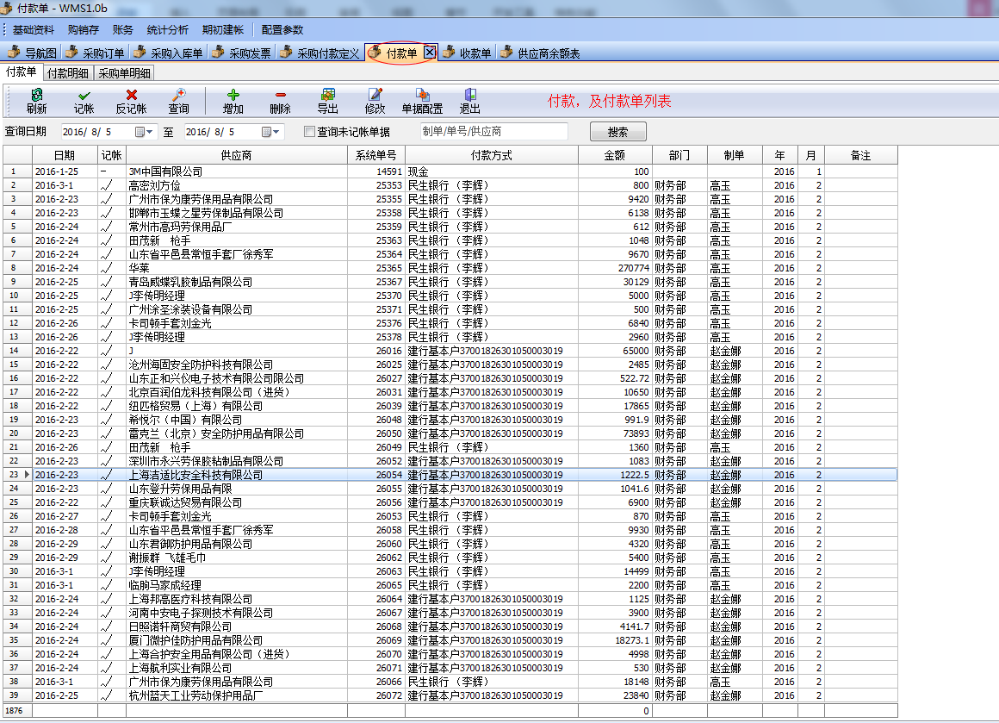 付款单 - WMS1.0b
基础资料 购销存 账务 统计分析 期初建帐 配置参数
导航图 采购订单 采购入库单 采购发票 采购付款定义 付款单 收款单 供应商余额表
付款单 付款明细 采购单明细
刷新 记帐 反记帐 查询 增加 删除 导出 修改 单据配置 退出 付款，及付款单列表
查询日期 2016/ 8/ 5 至 2016/ 8/ 5 查询未记帐单据 制单/单号/供应商 搜索
日期 记帐 供应商 系统单号 付款方式 金额 部门 制单 年 月 备注
1 2016-1-25 3M中国有限公司 14591 现金 100 2016 1
2 2016-3-1 高密刘方俭 25353 民生银行（李辉） 800 财务部 高玉 2016 2
3 2016-2-23 广州市保为康劳保用品有限公司 25355 民生银行（李辉） 9420 财务部 高玉 2016 2
4 2016-2-23 邯郸市玉蝶之星劳保制品有限公司 25358 民生银行（李辉） 6138 财务部 高玉 2016 2
5 2016-2-24 常州市高玛劳保用品厂 25359 民生银行（李辉） 612 财务部 高玉 2016 2
6 2016-2-24 田茂新 枪手 25363 民生银行（李辉） 1048 财务部 高玉 2016 2
7 2016-2-24 山东省平邑县常恒手套厂徐秀军 25364 民生银行（李辉） 9670 财务部 高玉 2016 2
8 2016-2-24 华莱 25365 民生银行（李辉） 270774 财务部 高玉 2016 2
9 2016-2-25 青岛威蝶乳胶制品有限公司 25367 民生银行（李辉） 30129 财务部 高玉 2016 2
10 2016-2-25 J李传明经理 25370 民生银行（李辉） 5000 财务部 高玉 2016 2
11 2016-2-25 广州涂圣涂装设备有限公司 25371 民生银行（李辉） 500 财务部 高玉 2016 2
12 2016-2-26 卡司顿手套刘金光 25376 民生银行（李辉） 6840 财务部 高玉 2016 2
13 2016-2-26 J李传明经理 25378 民生银行（李辉） 2960 财务部 高玉 2016 2
14 2016-2-22 J 26016 建行基本户37001826301050003019 65000 财务部 赵金娜 2016 2
15 2016-2-22 沧州海固安全防护科技有限公司 26025 建行基本户37001826301050003019 2485 财务部 赵金娜 2016 2
16 2016-2-22 山东正和兴仪电子技术有限公司限公司 26027 建行基本户37001826301050003019 522.72 财务部 赵金娜 2016 2
17 2016-2-22 北京百润伯龙科技有限公司（进货） 26031 建行基本户37001826301050003019 10650 财务部 赵金娜 2016 2
18 2016-2-22 纽匹格贸易（上海）有限公司 26039 建行基本户37001826301050003019 17865 财务部 赵金娜 2016 2
19 2016-2-23 希悦尔（中国）有限公司 26048 建行基本户37001826301050003019 991.9 财务部 赵金娜 2016 2
20 2016-2-23 雷克兰（北京）安全防护用品有限公司 26050 建行基本户37001826301050003019 73893 财务部 赵金娜 2016 2
21 2016-2-26 田茂新 枪手 26049 民生银行（李辉） 1360 财务部 高玉 2016 2
22 2016-2-23 深圳市永兴劳保胶粘制品有限公司 26052 建行基本户37001826301050003019 1083 财务部 赵金娜 2016 2
23 2016-2-23 上海洁适比安全科技有限公司 26054 建行基本户37001826301050003019 1222.5 财务部 赵金娜 2016 2
24 2016-2-23 山东登升劳保用品有限 26055 建行基本户37001826301050003019 1041.6 财务部 赵金娜 2016 2
25 2016-2-22 重庆联诚达贸易有限公司 26056 建行基本户37001826301050003019 6900 财务部 赵金娜 2016 2
26 2016-2-27 卡司顿手套刘金光 26053 民生银行（李辉） 870 财务部 高玉 2016 2
27 2016-2-28 山东省平邑县常恒手套厂徐秀军 26058 民生银行（李辉） 9930 财务部 高玉 2016 2
28 2016-2-29 山东君御防护用品有限公司 26060 民生银行（李辉） 4320 财务部 高玉 2016 2
29 2016-2-29 谢振群 飞雄毛巾 26062 民生银行（李辉） 5400 财务部 高玉 2016 2
30 2016-3-1 J李传明经理 26063 民生银行（李辉） 14499 财务部 高玉 2016 2
31 2016-3-1 临朐马家成经理 26065 民生银行（李辉） 2200 财务部 高玉 2016 2
32 2016-2-24 上海邦高医疗科技有限公司 26064 建行基本户37001826301050003019 1125 财务部 赵金娜 2016 2
33 2016-2-24 河南中安电子探测技术有限公司 26067 建行基本户37001826301050003019 3900 财务部 赵金娜 2016 2
34 2016-2-24 日照诺轩商贸有限公司 26068 建行基本户37001826301050003019 4141.7 财务部 赵金娜 2016 2
35 2016-2-24 厦门微护佳防护用品有限公司 26069 建行基本户37001826301050003019 18273.1 财务部 赵金娜 2016 2
36 2016-2-24 上海合护安全用品有限公司（进货） 26070 建行基本户37001826301050003019 4998 财务部 赵金娜 2016 2
37 2016-2-24 上海航利实业有限公司 26071 建行基本户37001826301050003019 530 财务部 赵金娜 2016 2
38 2016-3-1 广州市保为康劳保用品有限公司 26066 民生银行（李辉） 18148 财务部 高玉 2016 2
39 2016-2-25 杭州蓝天工业劳动保护用品厂 26072 建行基本户37001826301050003019 23840 财务部 赵金娜 2016 2
1876 0